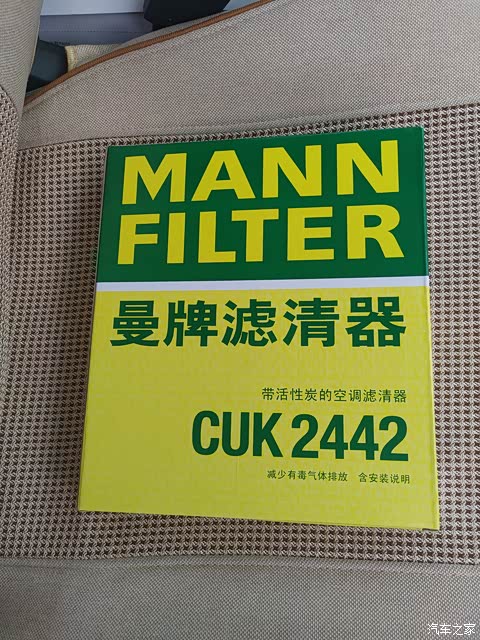 MANN
FILTER
曼牌滤清器
带活性炭的空调滤清器
CUK 2442
减少有毒气体排放 含安装说明
汽车之家